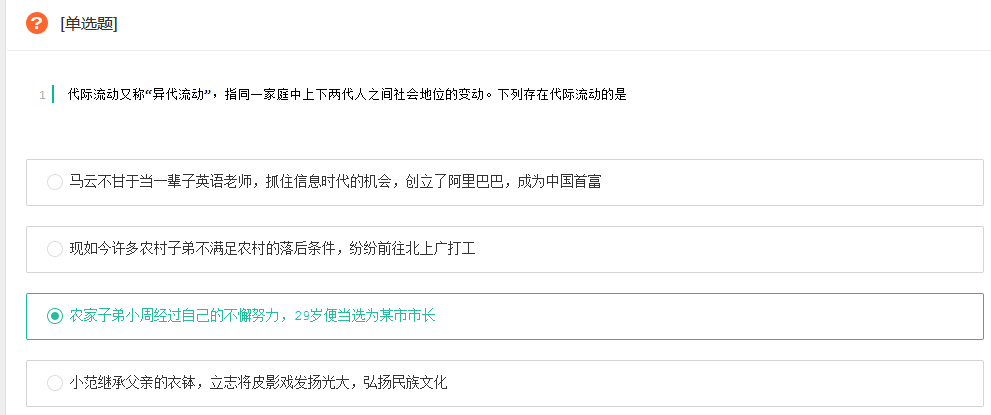 ? [单选题]
1 代际流动又称“异代流动”，指同一家庭中上下两代人之间社会地位的变动。下列存在代际流动的是
马云不甘于当一辈子英语老师，抓住信息时代的机会，创立了阿里巴巴，成为中国首富
现如今许多农村子弟不满足农村的落后条件，纷纷前往北上广打工
农家子弟小周经过自己的不懈努力，29岁便当选为某市市长
小范继承父亲的衣钵，立志将皮影戏发扬光大，弘扬民族文化